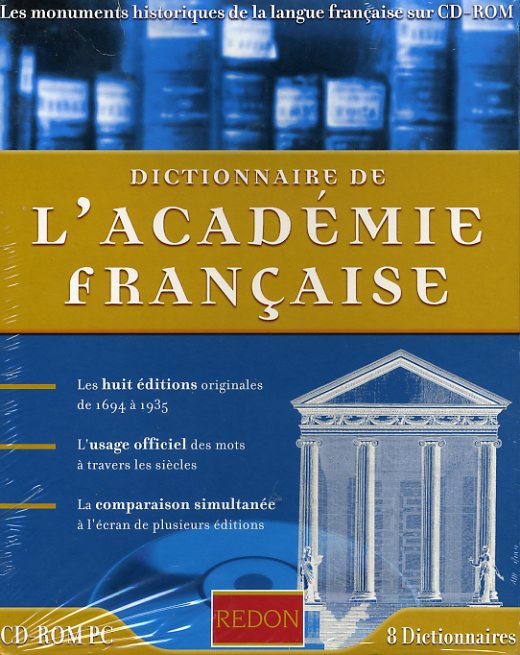 Les monuments historiques de la langue française sur CD-ROM
DICTIONNAIRE DE
L'ACADÉMIE
FRANÇAISE
Les huit éditions originales
de 1694 à 1935
L'usage officiel des mots
à travers les siècles
La comparaison simultanée
à l'écran de plusieurs éditions
CD-ROM PC
REDON
8 Dictionnaires